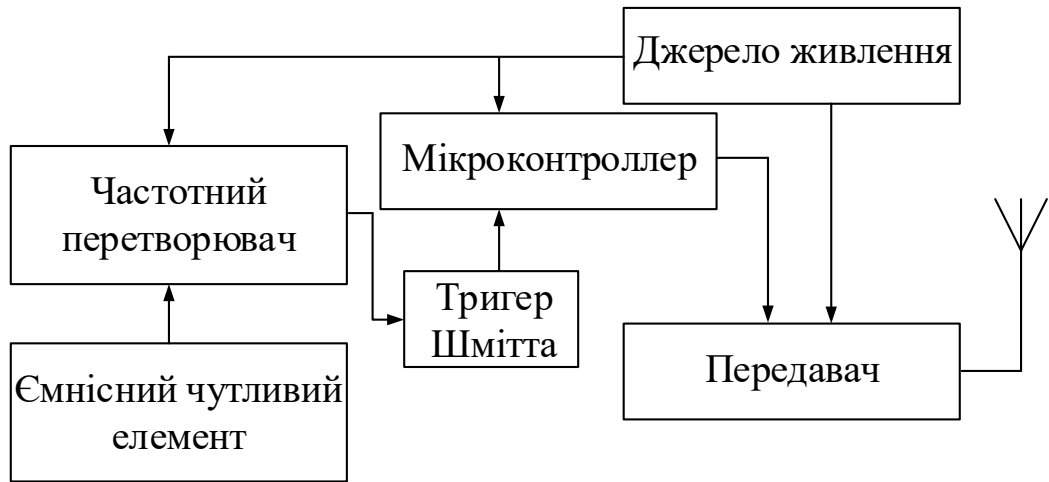 Джерело живлення
Мікроконтроллер
Частотний
перетворювач
Тригер
Шмітта
Передавач
Ємнісний чутливий
елемент